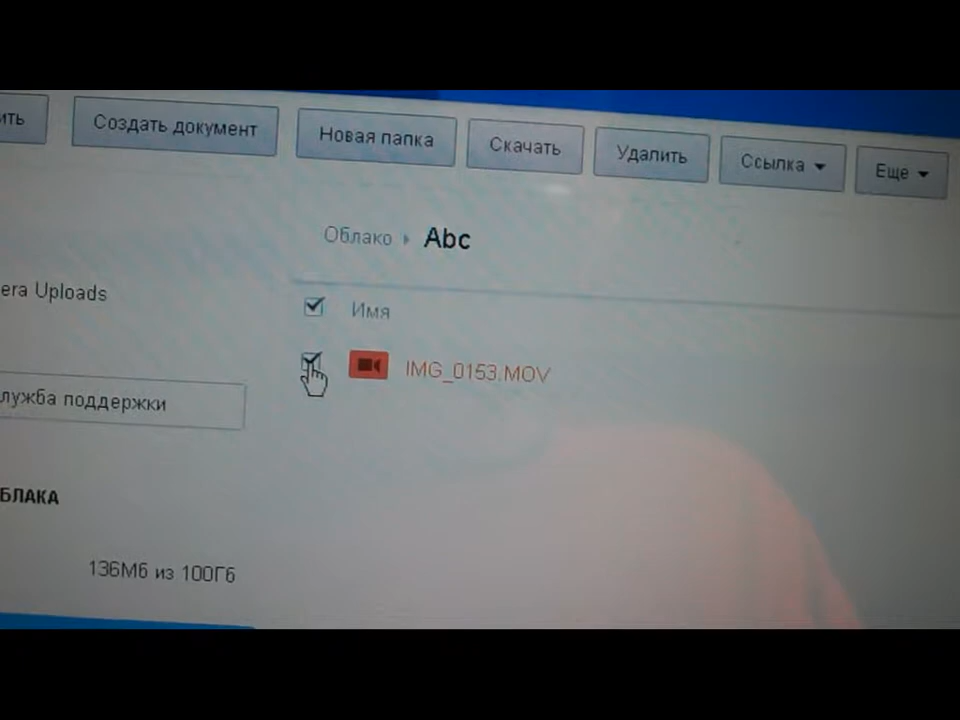 ить Создать документ Новая папка Скачать Удалить Ссылка Еще
Облако Abc
era Uploads
Имя
IMG_0153.MOV
лужба поддержки
БЛАКА
136Мб из 100Гб